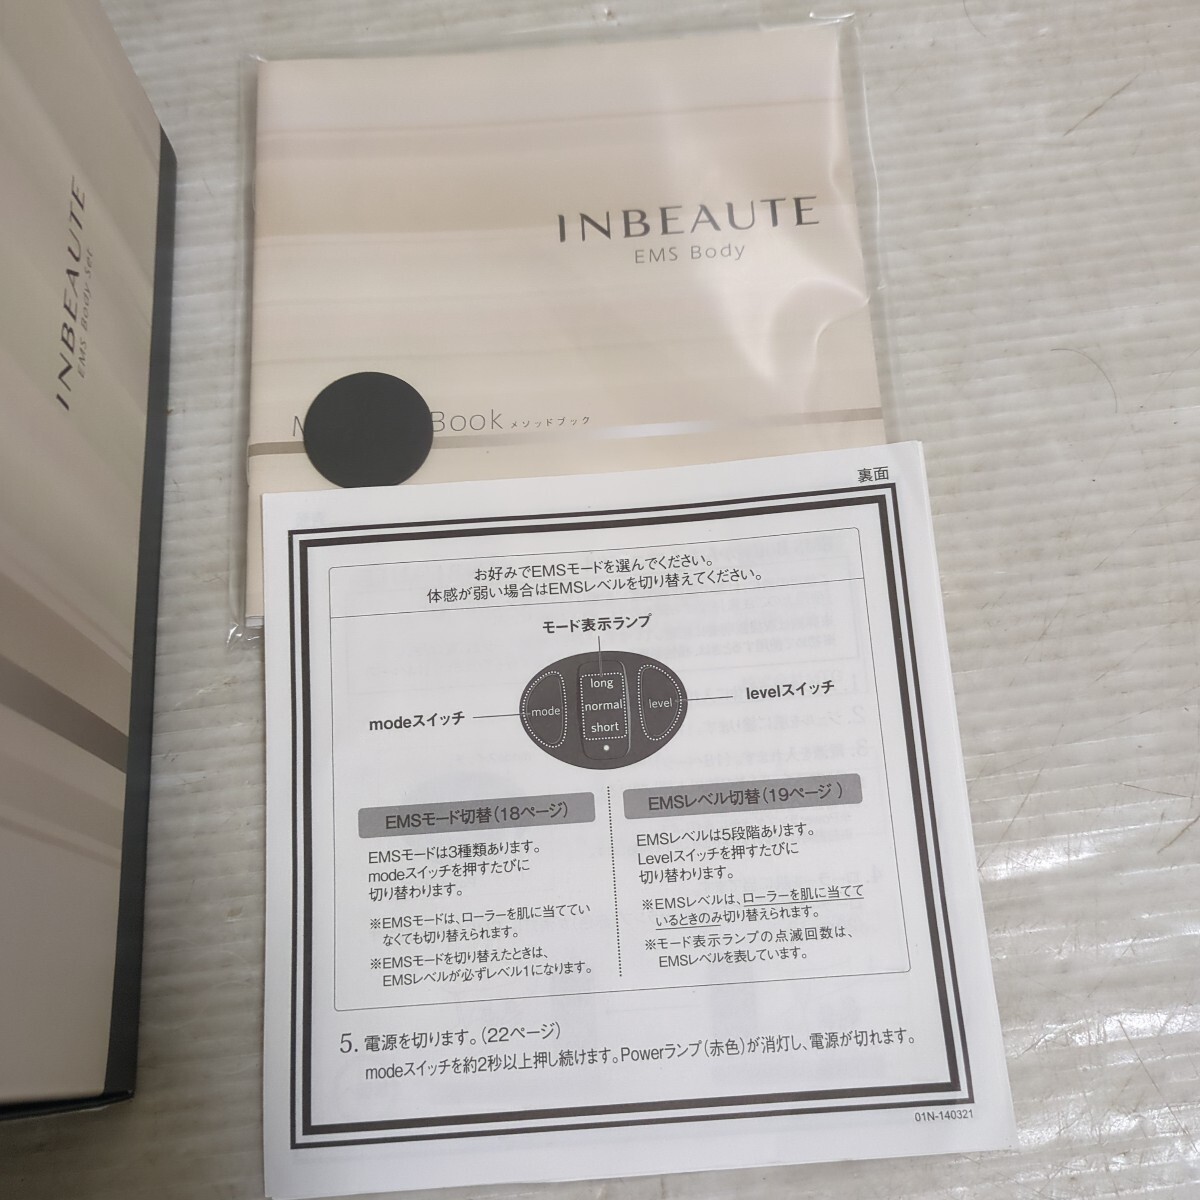 INBEAUTE
EMS Body Set
INBEAUTE
EMS Body
Book メソッドブック
裏面
お好みでEMSモードを選んでください。
体感が弱い場合はEMSレベルを切り替えてください。
モード表示ランプ
modeスイッチ
mode
long
normal
short
level
levelスイッチ
EMSモード切替(18ページ)
EMSモードは3種類あります。
modeスイッチを押すたびに
切り替わります。
※EMSモードは、ローラーを肌に当ててい
なくても切り替えられます。
※EMSモードを切り替えたときは、
EMSレベルが必ずレベル1になります。
EMSレベル切替(19ページ)
EMSレベルは5段階あります。
Levelスイッチを押すたびに
切り替わります。
※EMSレベルは、ローラーを肌に当てて
いるときのみ切り替えられます。
※モード表示ランプの点滅回数は、
EMSレベルを表しています。
5. 電源を切ります。(22ページ)
modeスイッチを約2秒以上押し続けます。Powerランプ(赤色)が消灯し、電源が切れます。
01N-140321